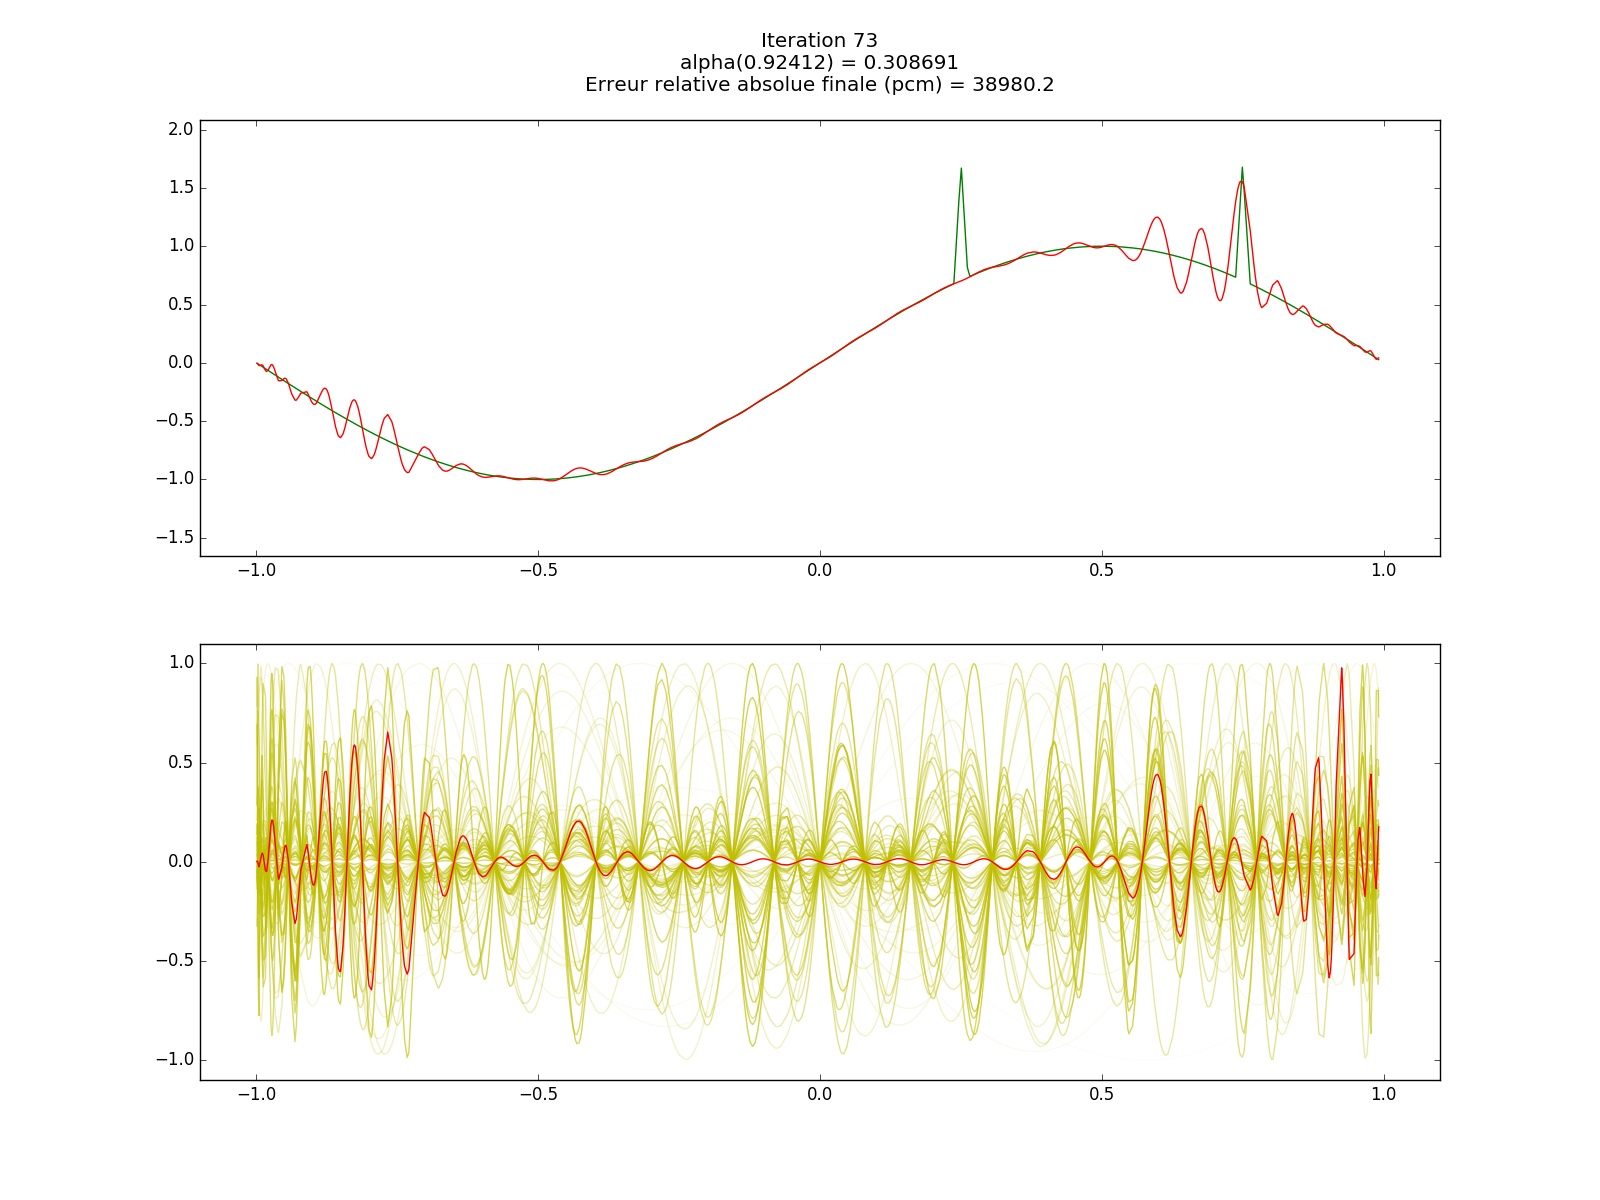 Iteration 73
alpha(0.92412) = 0.308691
Erreur relative absolue finale (pcm) = 38980.2
2.0
1.5
1.0
0.5
0.0
−0.5
−1.0
−1.5
−1.0 −0.5 0.0 0.5 1.0
1.0
0.5
0.0
−0.5
−1.0
−1.0 −0.5 0.0 0.5 1.0